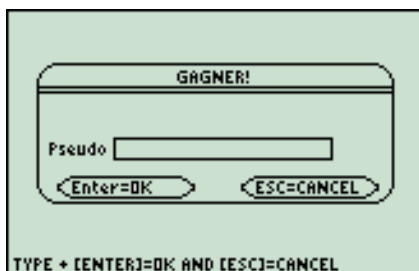 GAGNER!
Pseudo
Enter=OK ESC=CANCEL
TYPE + [ENTER]=OK AND [ESC]=CANCEL